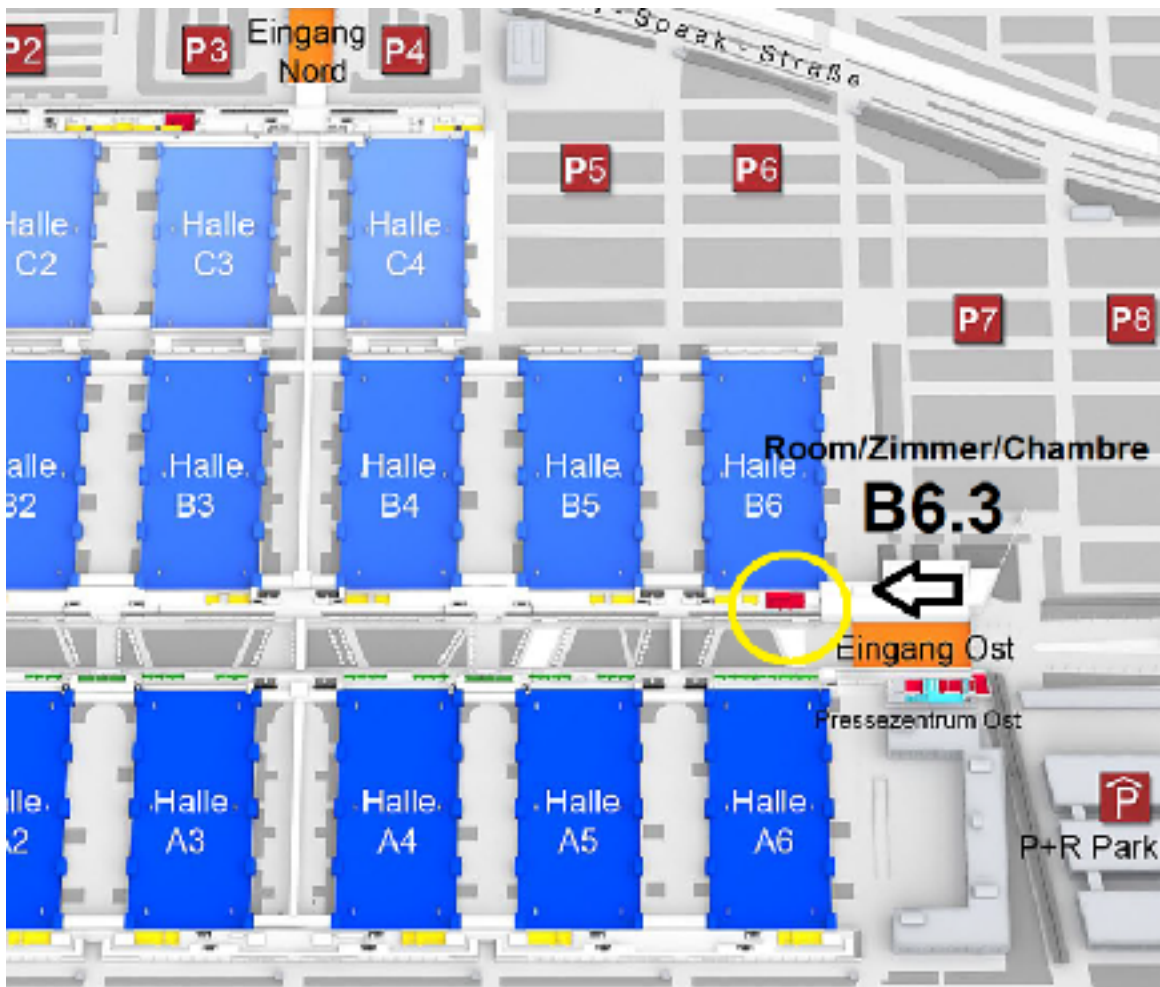 P2
P3
Eingang
Nord
P4
Spaak-Straße
P5
P6
Halle
C2
Halle
C3
Halle
C4
P7
P8
Halle
B3
Halle
B4
Halle
B5
Halle
B6
Room/Zimmer/Chambre
B6.3
Eingang Ost
Pressezentrum Ost
Halle
A3
Halle
A4
Halle
A5
Halle
A6
P
P+R Park